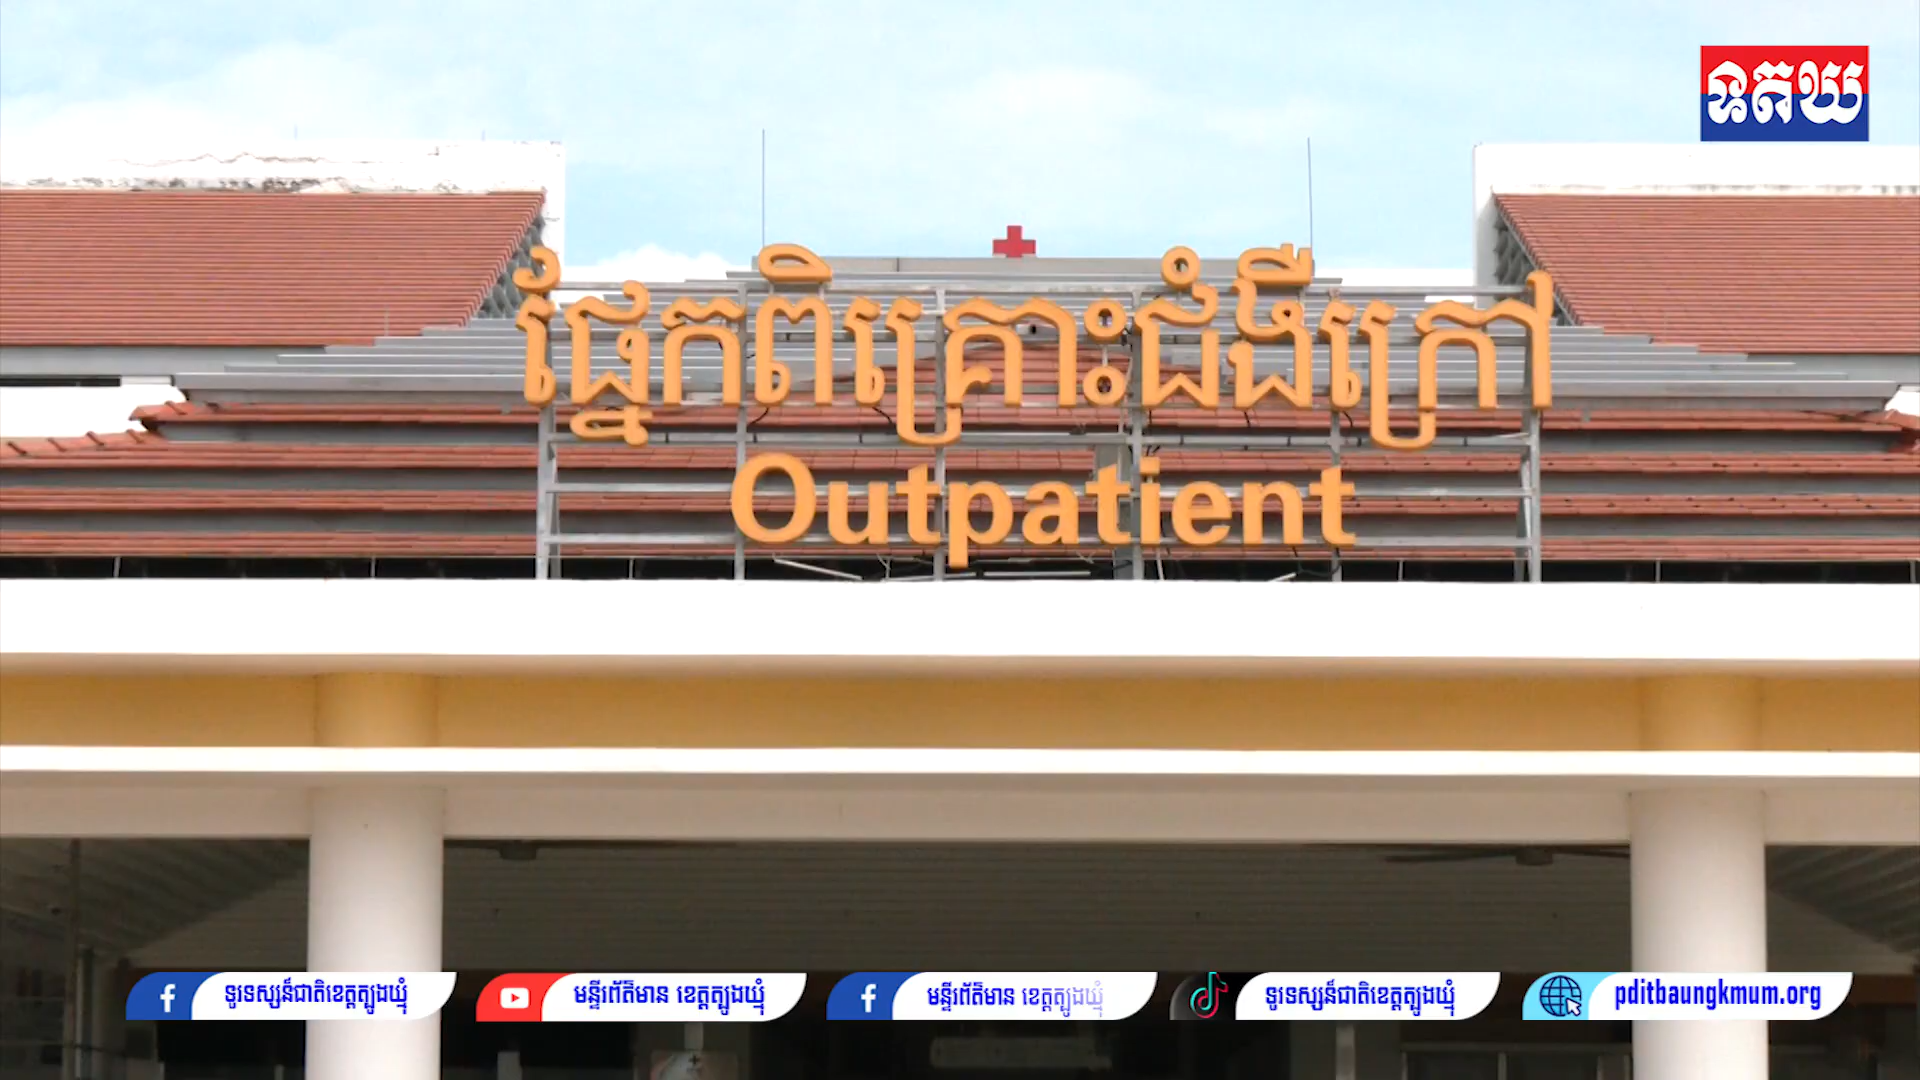 ទតឃ
ផ្នែកពិគ្រោះជំងឺក្រៅ
Outpatient
ទូរទស្សន៍ជាតិខេត្តត្បូងឃ្មុំ
មន្ទីរព័ត៌មាន ខេត្តត្បូងឃ្មុំ
មន្ទីរព័ត៌មាន ខេត្តត្បូងឃ្មុំ
ទូរទស្សន៍ជាតិខេត្តត្បូងឃ្មុំ
pditbaungkmum.org